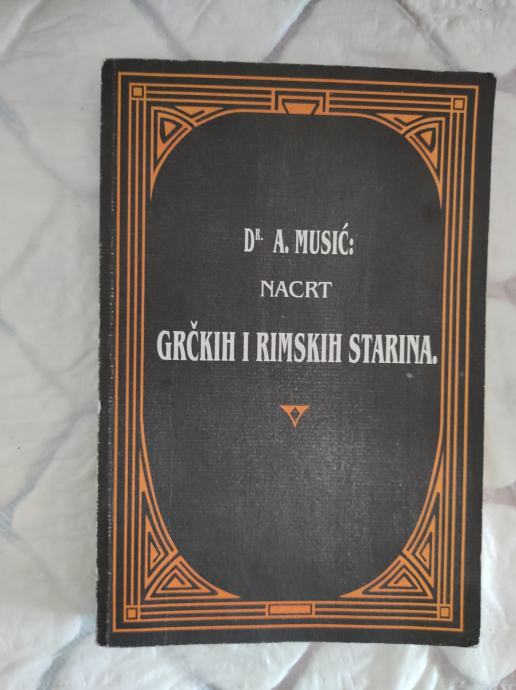 DR. A. MUSIĆ:
NACRT
GRČKIH I RIMSKIH STARINA.